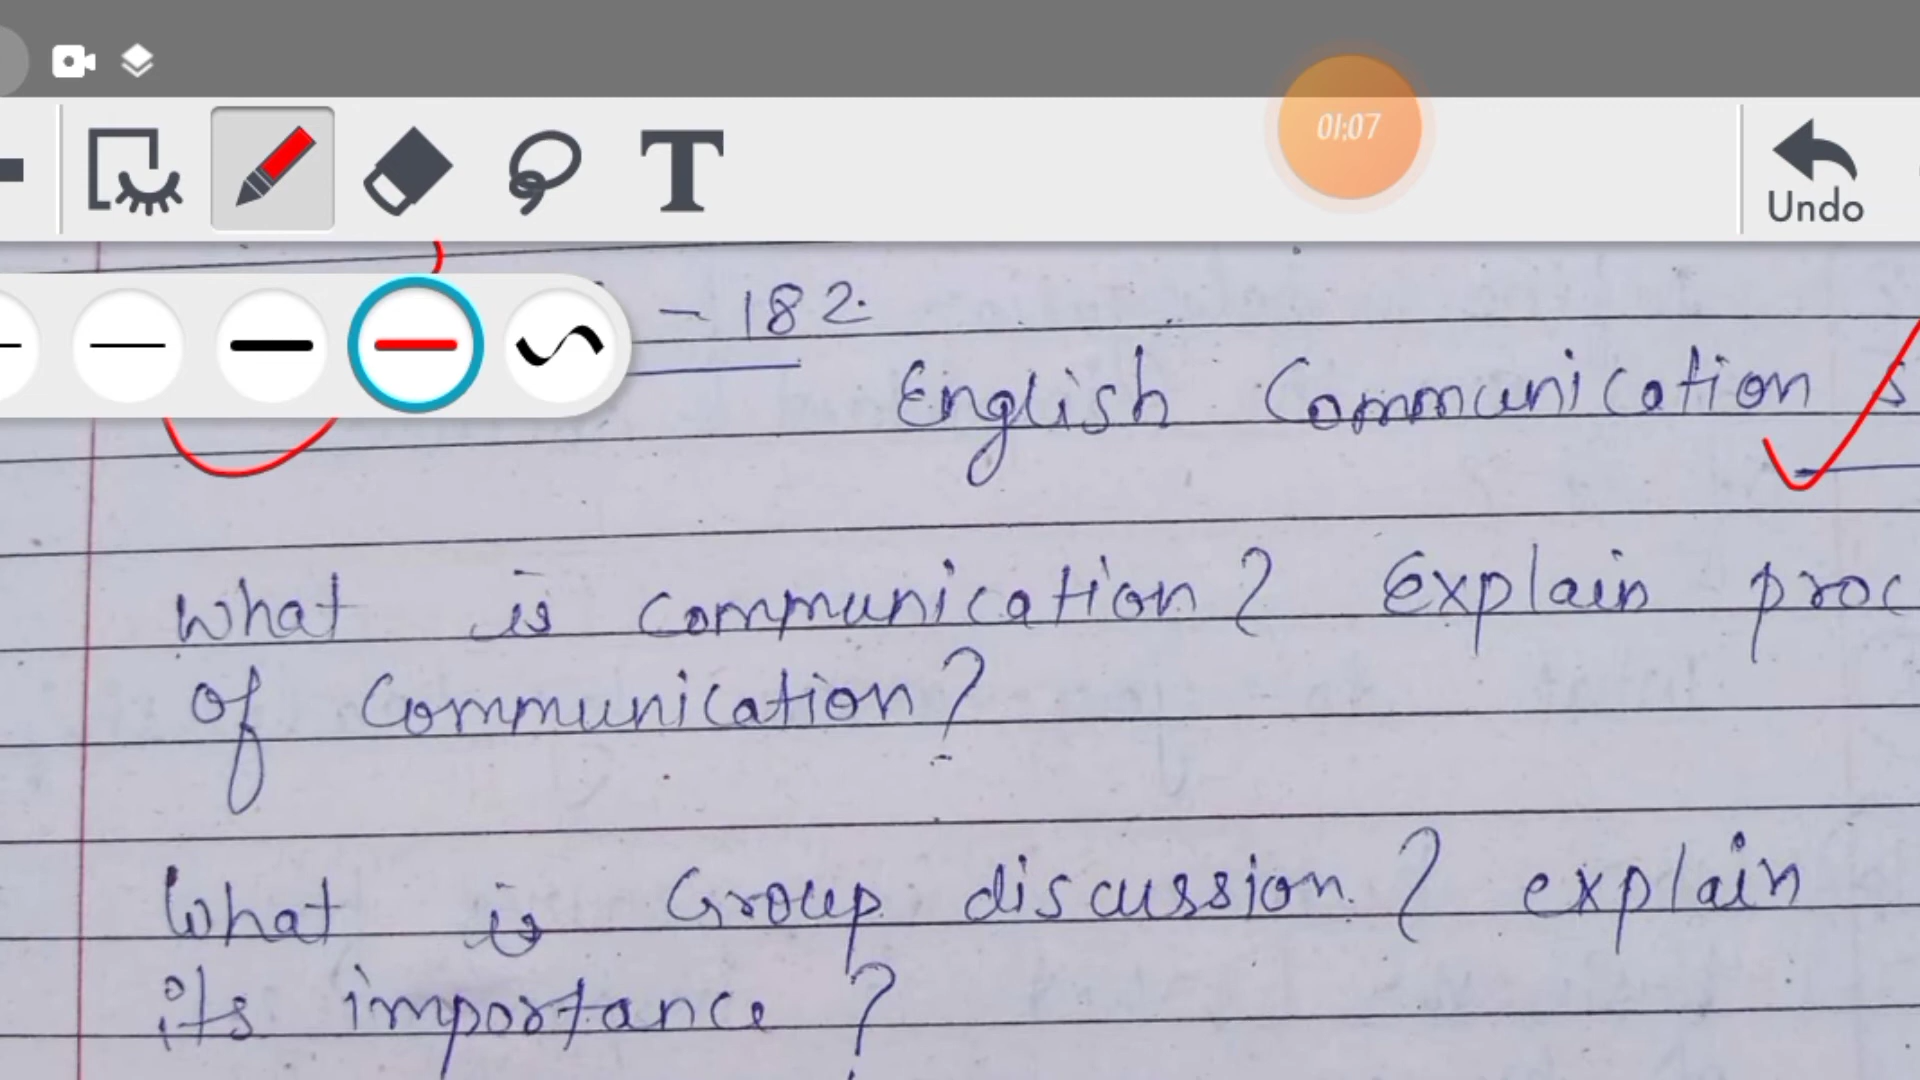 01:07
T
Undo
- 182.
English Communication S
What is communication? Explain proc
of Communication?
What is Group discussion? explain
its importance?